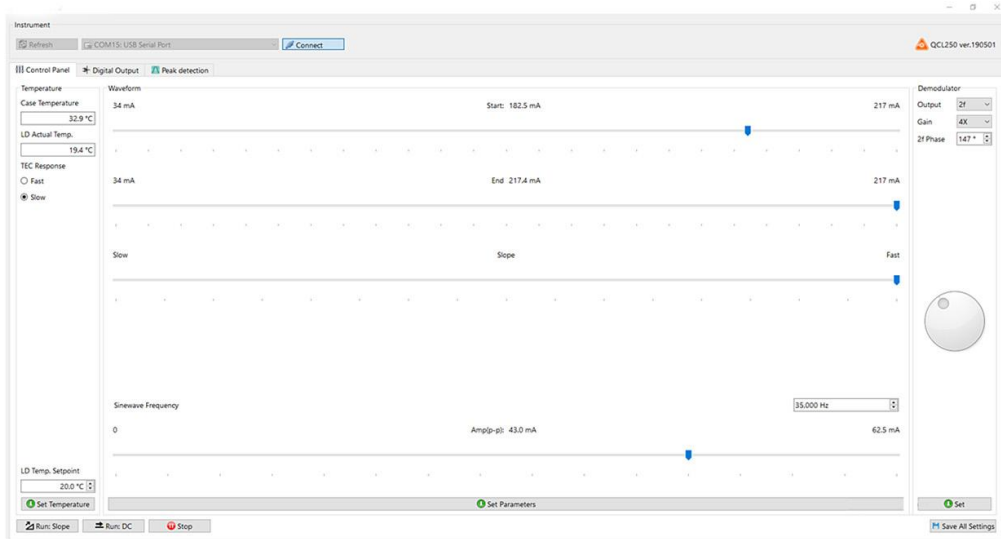 Instrument
Refresh
COM15: USB Serial Port
Connect
QCL250 ver.190501
Control Panel
Digital Output
Peak detection
Temperature
Case Temperature
32.9 °C
LD Actual Temp.
19.4 °C
TEC Response
Fast
Slow
LD Temp. Setpoint
20.0 °C
Set Temperature
Waveform
34 mA Start: 182.5 mA 217 mA
34 mA End 217.4 mA 217 mA
Slow Slope Fast
Sinewave Frequency 35,000 Hz
0 Amp(p-p): 43.0 mA 62.5 mA
Set Parameters
Demodulator
Output 2f
Gain 4X
2f Phase 147 °
Set
Run: Slope
Run: DC
Stop
Save All Settings